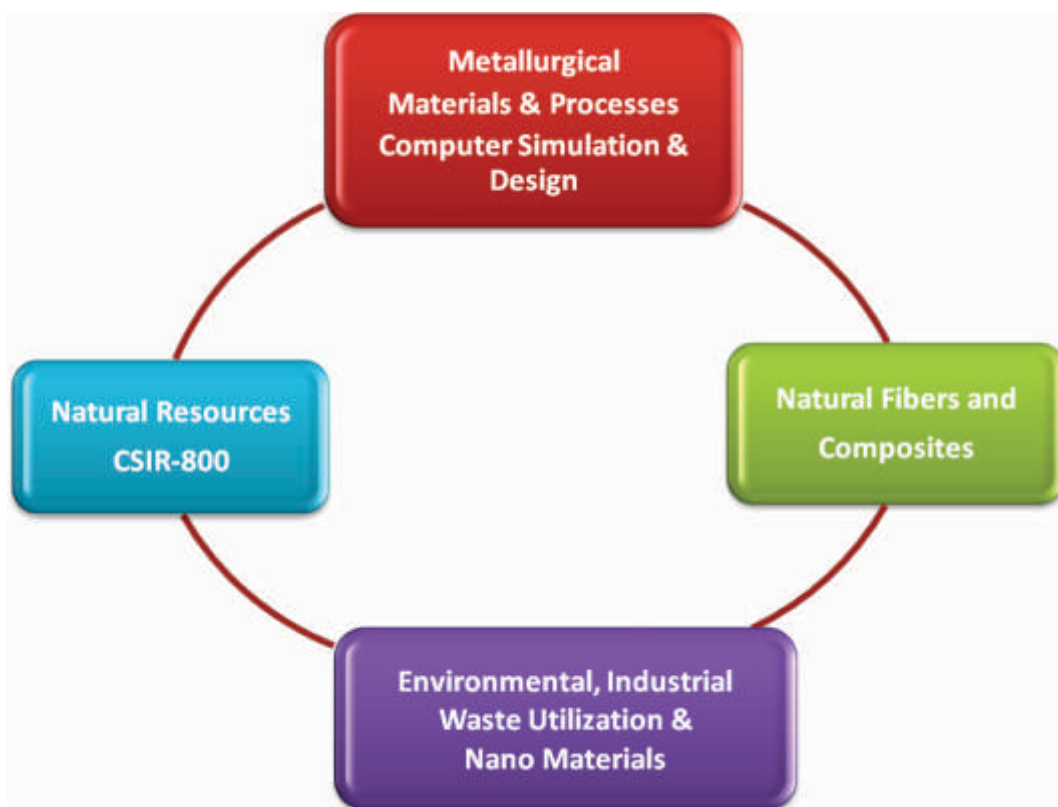 Metallurgical
Materials & Processes
Computer Simulation &
Design
Natural Resources
CSIR-800
Natural Fibers and
Composites
Environmental, Industrial
Waste Utilization &
Nano Materials